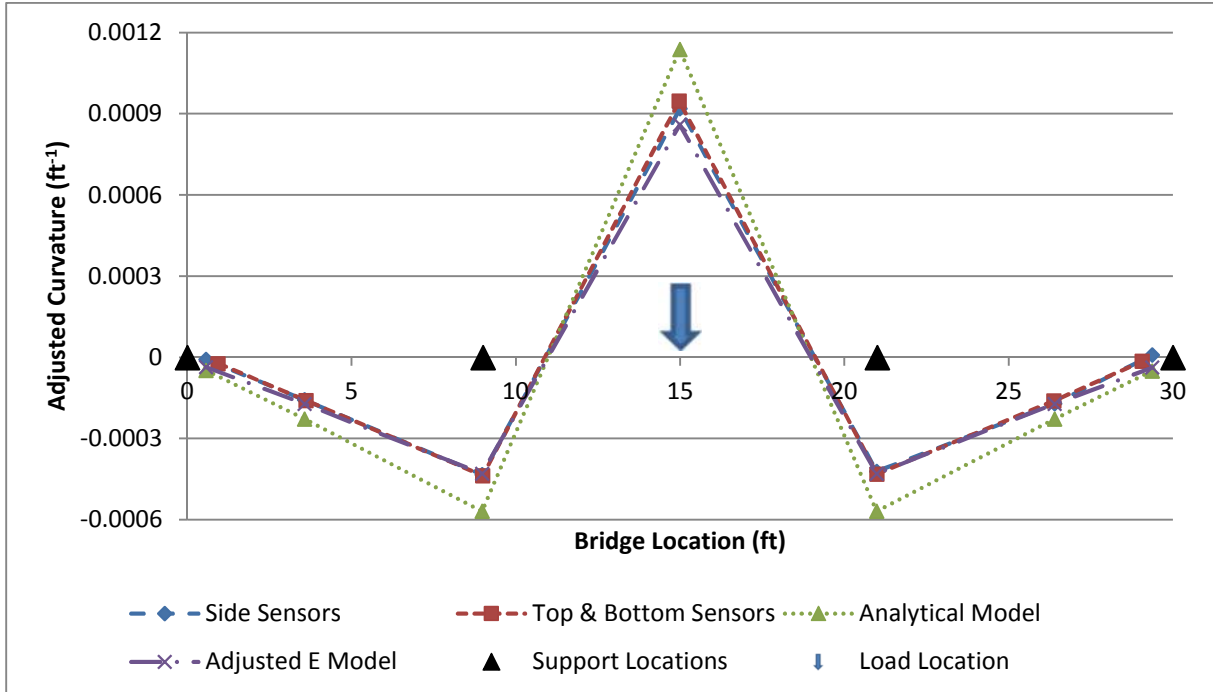 0.0012
0.0009
0.0006
0.0003
0
-0.0003
-0.0006
Adjusted Curvature (ft⁻¹)
0 5 10 15 20 25 30
Bridge Location (ft)
Side Sensors Top & Bottom Sensors Analytical Model
Adjusted E Model Support Locations Load Location